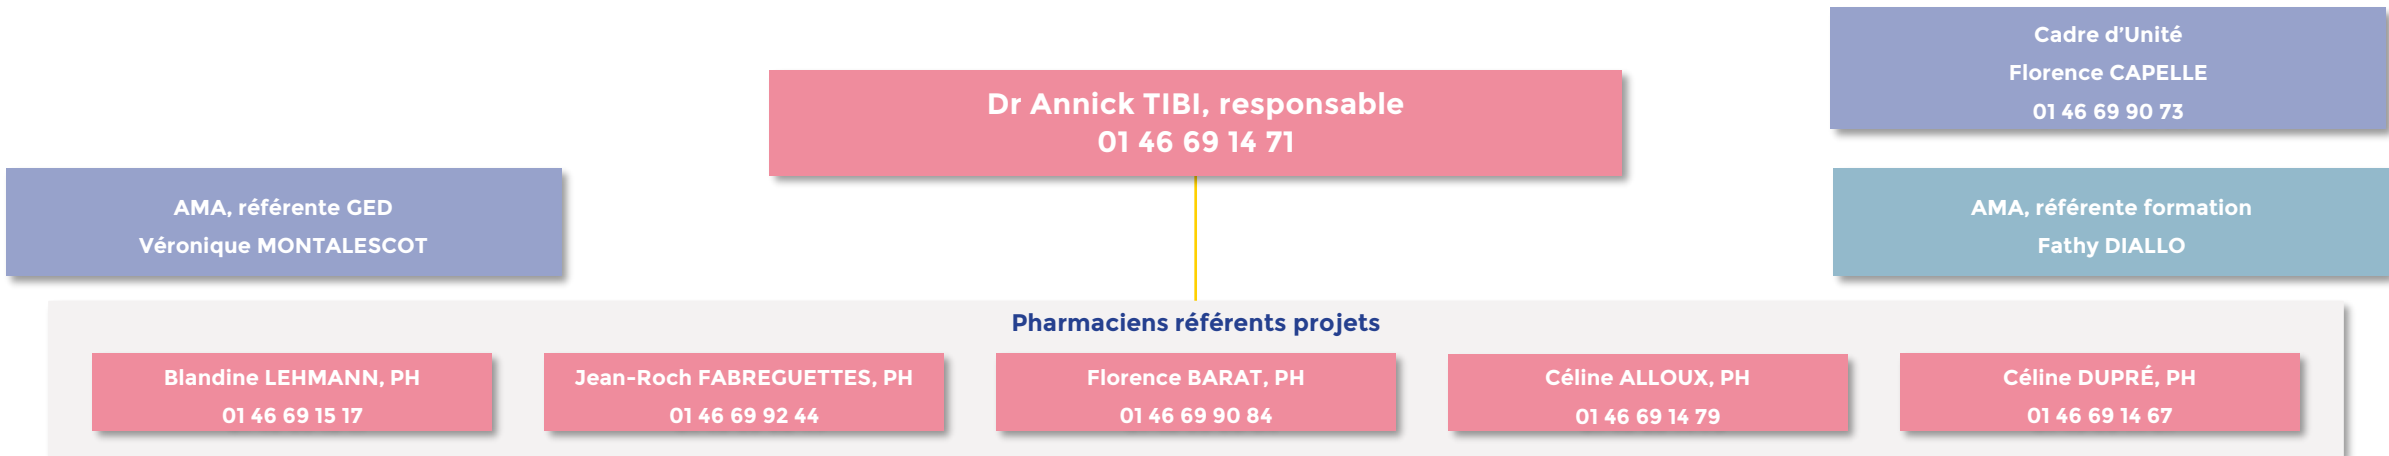 Cadre d'Unité
Florence CAPELLE
01 46 69 90 73
Dr Annick TIBI, responsable
01 46 69 14 71
AMA, référente GED
Véronique MONTALESCOT
AMA, référente formation
Fathy DIALLO
Pharmaciens référents projets
Blandine LEHMANN, PH
01 46 69 15 17
Jean-Roch FABREGUETTES, PH
01 46 69 92 44
Florence BARAT, PH
01 46 69 90 84
Céline ALLOUX, PH
01 46 69 14 79
Céline DUPRÉ, PH
01 46 69 14 67